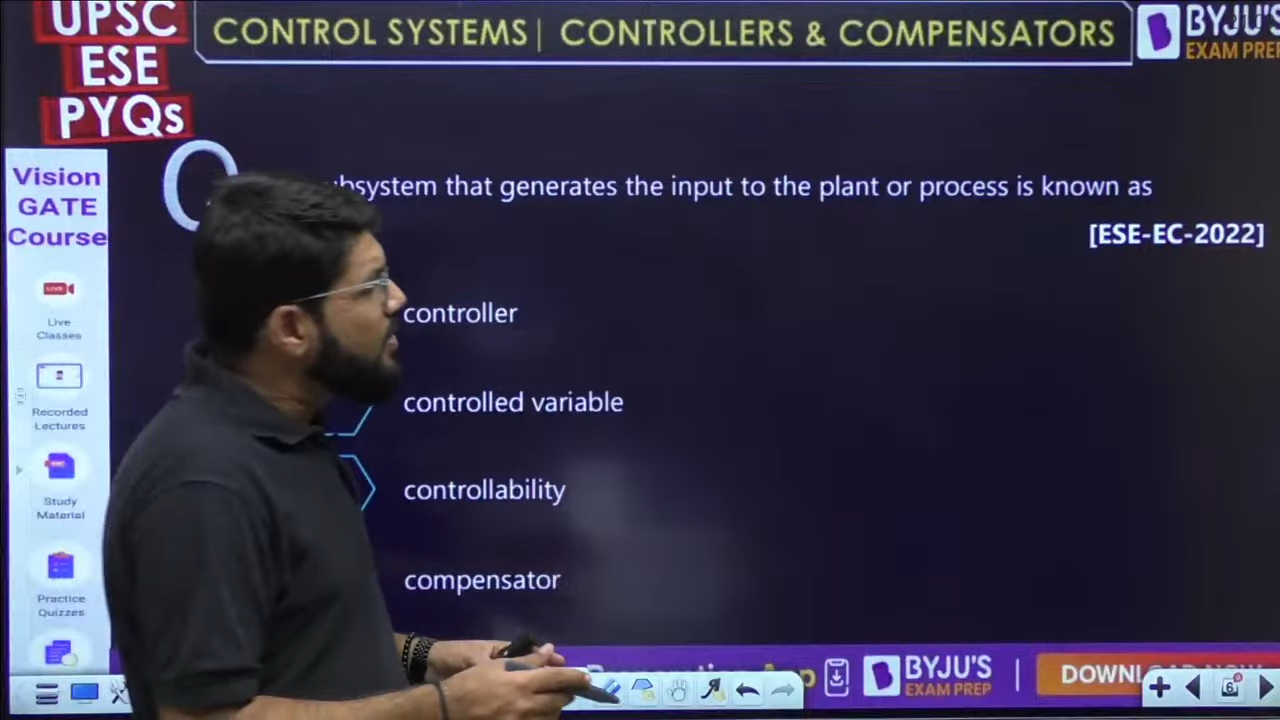 UPSC
ESE
PYQs
CONTROL SYSTEMS| CONTROLLERS & COMPENSATORS
BYJU'S
EXAM PREP
Vision
GATE
Course
LIVE
Live
Classes
Recorded
Lectures
Study
Material
Practice
Quizzes
that generates the input to the plant or process is known as
[ESE-EC-2022]
controller
controlled variable
controllability
compensator
BYJU'S
EXAM PREP
6